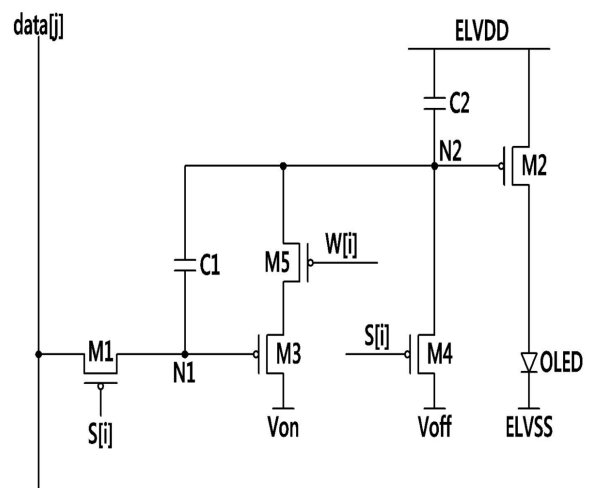 data[j]
ELVDD
C2
N2
M2
W[i]
M5
C1
M1
S[i]
M3
M4
OLED
N1
S[i]
Von
Voff
ELVSS